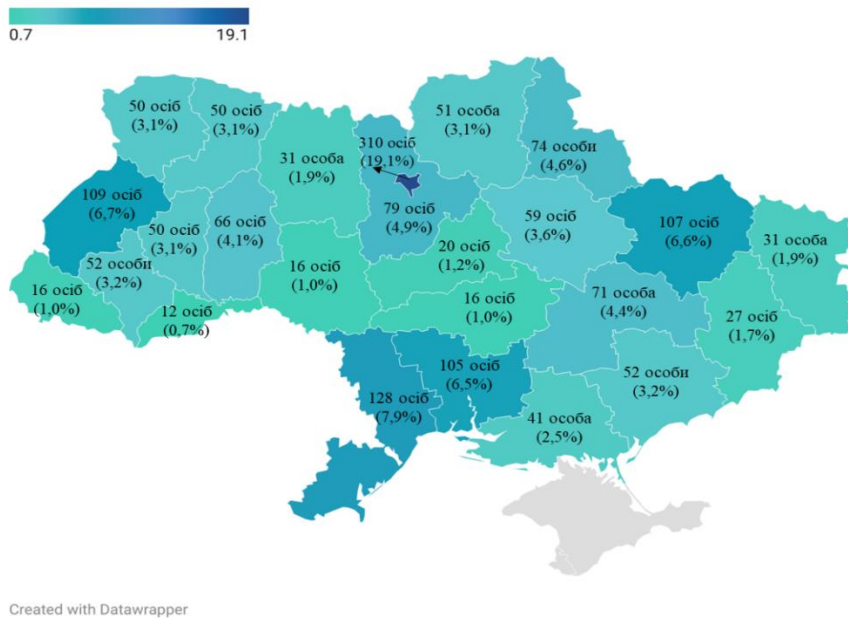 0.7
19.1
50 осіб
(3,1%)
50 осіб
(3,1%)
31 особа
(1,9%)
310 осіб
(19,1%)
51 особа
(3,1%)
74 особи
(4,6%)
109 осіб
(6,7%)
50 осіб
(3,1%)
66 осіб
(4,1%)
79 осіб
(4,9%)
59 осіб
(3,6%)
107 осіб
(6,6%)
31 особа
(1,9%)
52 особи
(3,2%)
16 осіб
(1,0%)
12 осіб
(0,7%)
16 осіб
(1,0%)
20 осіб
(1,2%)
16 осіб
(1,0%)
71 особа
(4,4%)
27 осіб
(1,7%)
128 осіб
(7,9%)
105 осіб
(6,5%)
41 особа
(2,5%)
52 особи
(3,2%)
Created with Datawrapper